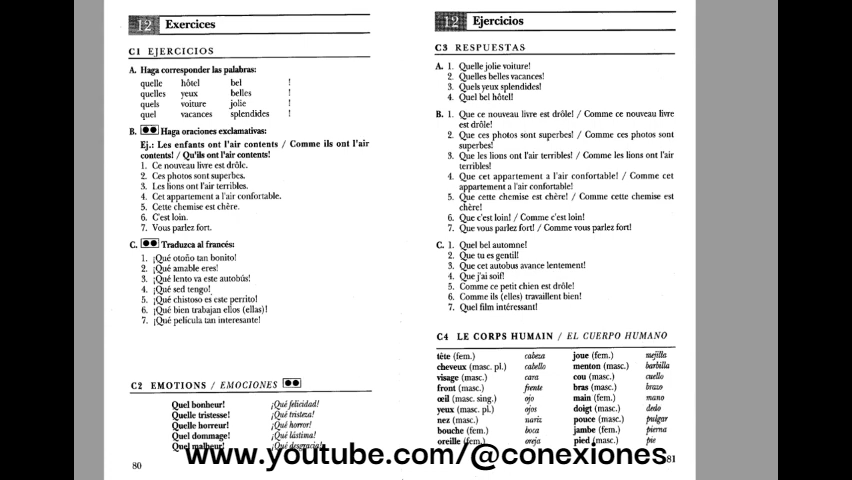 12 Exercices
C1 EJERCICIOS
A. Haga corresponder las palabras:
quelle hôtel bel !
quelles yeux belles !
quels voiture jolie !
quel vacances splendides !
B. Haga oraciones exclamativas:
Ej.: Les enfants ont l'air contents / Comme ils ont l'air
contents! / Qu'ils ont l'air contents!
1. Ce nouveau livre est drôle.
2. Ces photos sont superbes.
3. Les lions ont l'air terribles.
4. Cet appartement a l'air confortable.
5. Cette chemise est chère.
6. C'est loin.
7. Vous parlez fort.
C. Traduzca al francés:
1. ¡Qué otoño tan bonito!
2. ¡Qué amable eres!
3. ¡Qué lento va este autobús!
4. ¡Qué sed tengo!
5. ¡Qué chistoso es este perrito!
6. ¡Qué bien trabajan ellos (ellas)!
7. ¡Qué película tan interesante!
C2 EMOTIONS / EMOCIONES
Quel bonheur! ¡Qué felicidad!
Quelle tristesse! ¡Qué tristeza!
Quelle horreur! ¡Qué horror!
Quel dommage! ¡Qué lástima!
Quel malheur! ¡Qué desgracia!
80
12 Ejercicios
C3 RESPUESTAS
A. 1. Quelle jolie voiture!
2. Quelles belles vacances!
3. Quels yeux splendides!
4. Quel bel hôtel!
B. 1. Que ce nouveau livre est drôle! / Comme ce nouveau livre
est drôle!
2. Que ces photos sont superbes! / Comme ces photos sont
superbes!
3. Que les lions ont l'air terribles! / Comme les lions ont l'air
terribles!
4. Que cet appartement a l'air confortable! / Comme cet
appartement a l'air confortable!
5. Que cette chemise est chère! / Comme cette chemise est
chère!
6. Que c'est loin! / Comme c'est loin!
7. Que vous parlez fort! / Comme vous parlez fort!
C. 1. Quel bel automne!
2. Que tu es gentil!
3. Que cet autobus avance lentement!
4. Que j'ai soif!
5. Comme ce petit chien est drôle!
6. Comme ils (elles) travaillent bien!
7. Quel film intéressant!
C4 LE CORPS HUMAIN / EL CUERPO HUMANO
tête (fem.) cabeza joue (fem.) mejilla
cheveux (masc. pl.) cabello menton (masc.) barbilla
visage (masc.) cara cou (masc.) cuello
front (masc.) frente bras (masc.) brazo
œil (masc. sing.) ojo main (fem.) mano
yeux (masc. pl.) ojos doigt (masc.) dedo
nez (masc.) nariz pouce (masc.) pulgar
bouche (fem.) boca jambe (fem.) pierna
oreille (fem.) oreja pied (masc.) pie
81
www.youtube.com/@conexiones